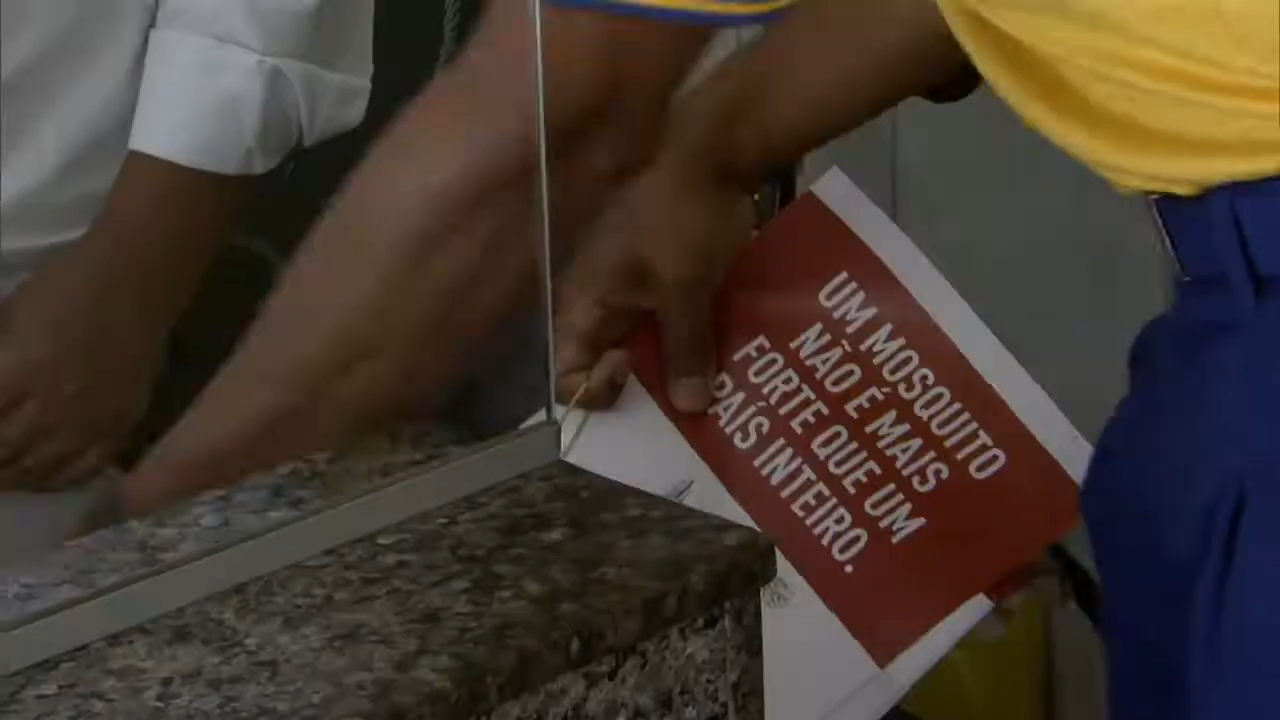 UM MOSQUITO
NÃO É MAIS
FORTE QUE UM
PAÍS INTEIRO.